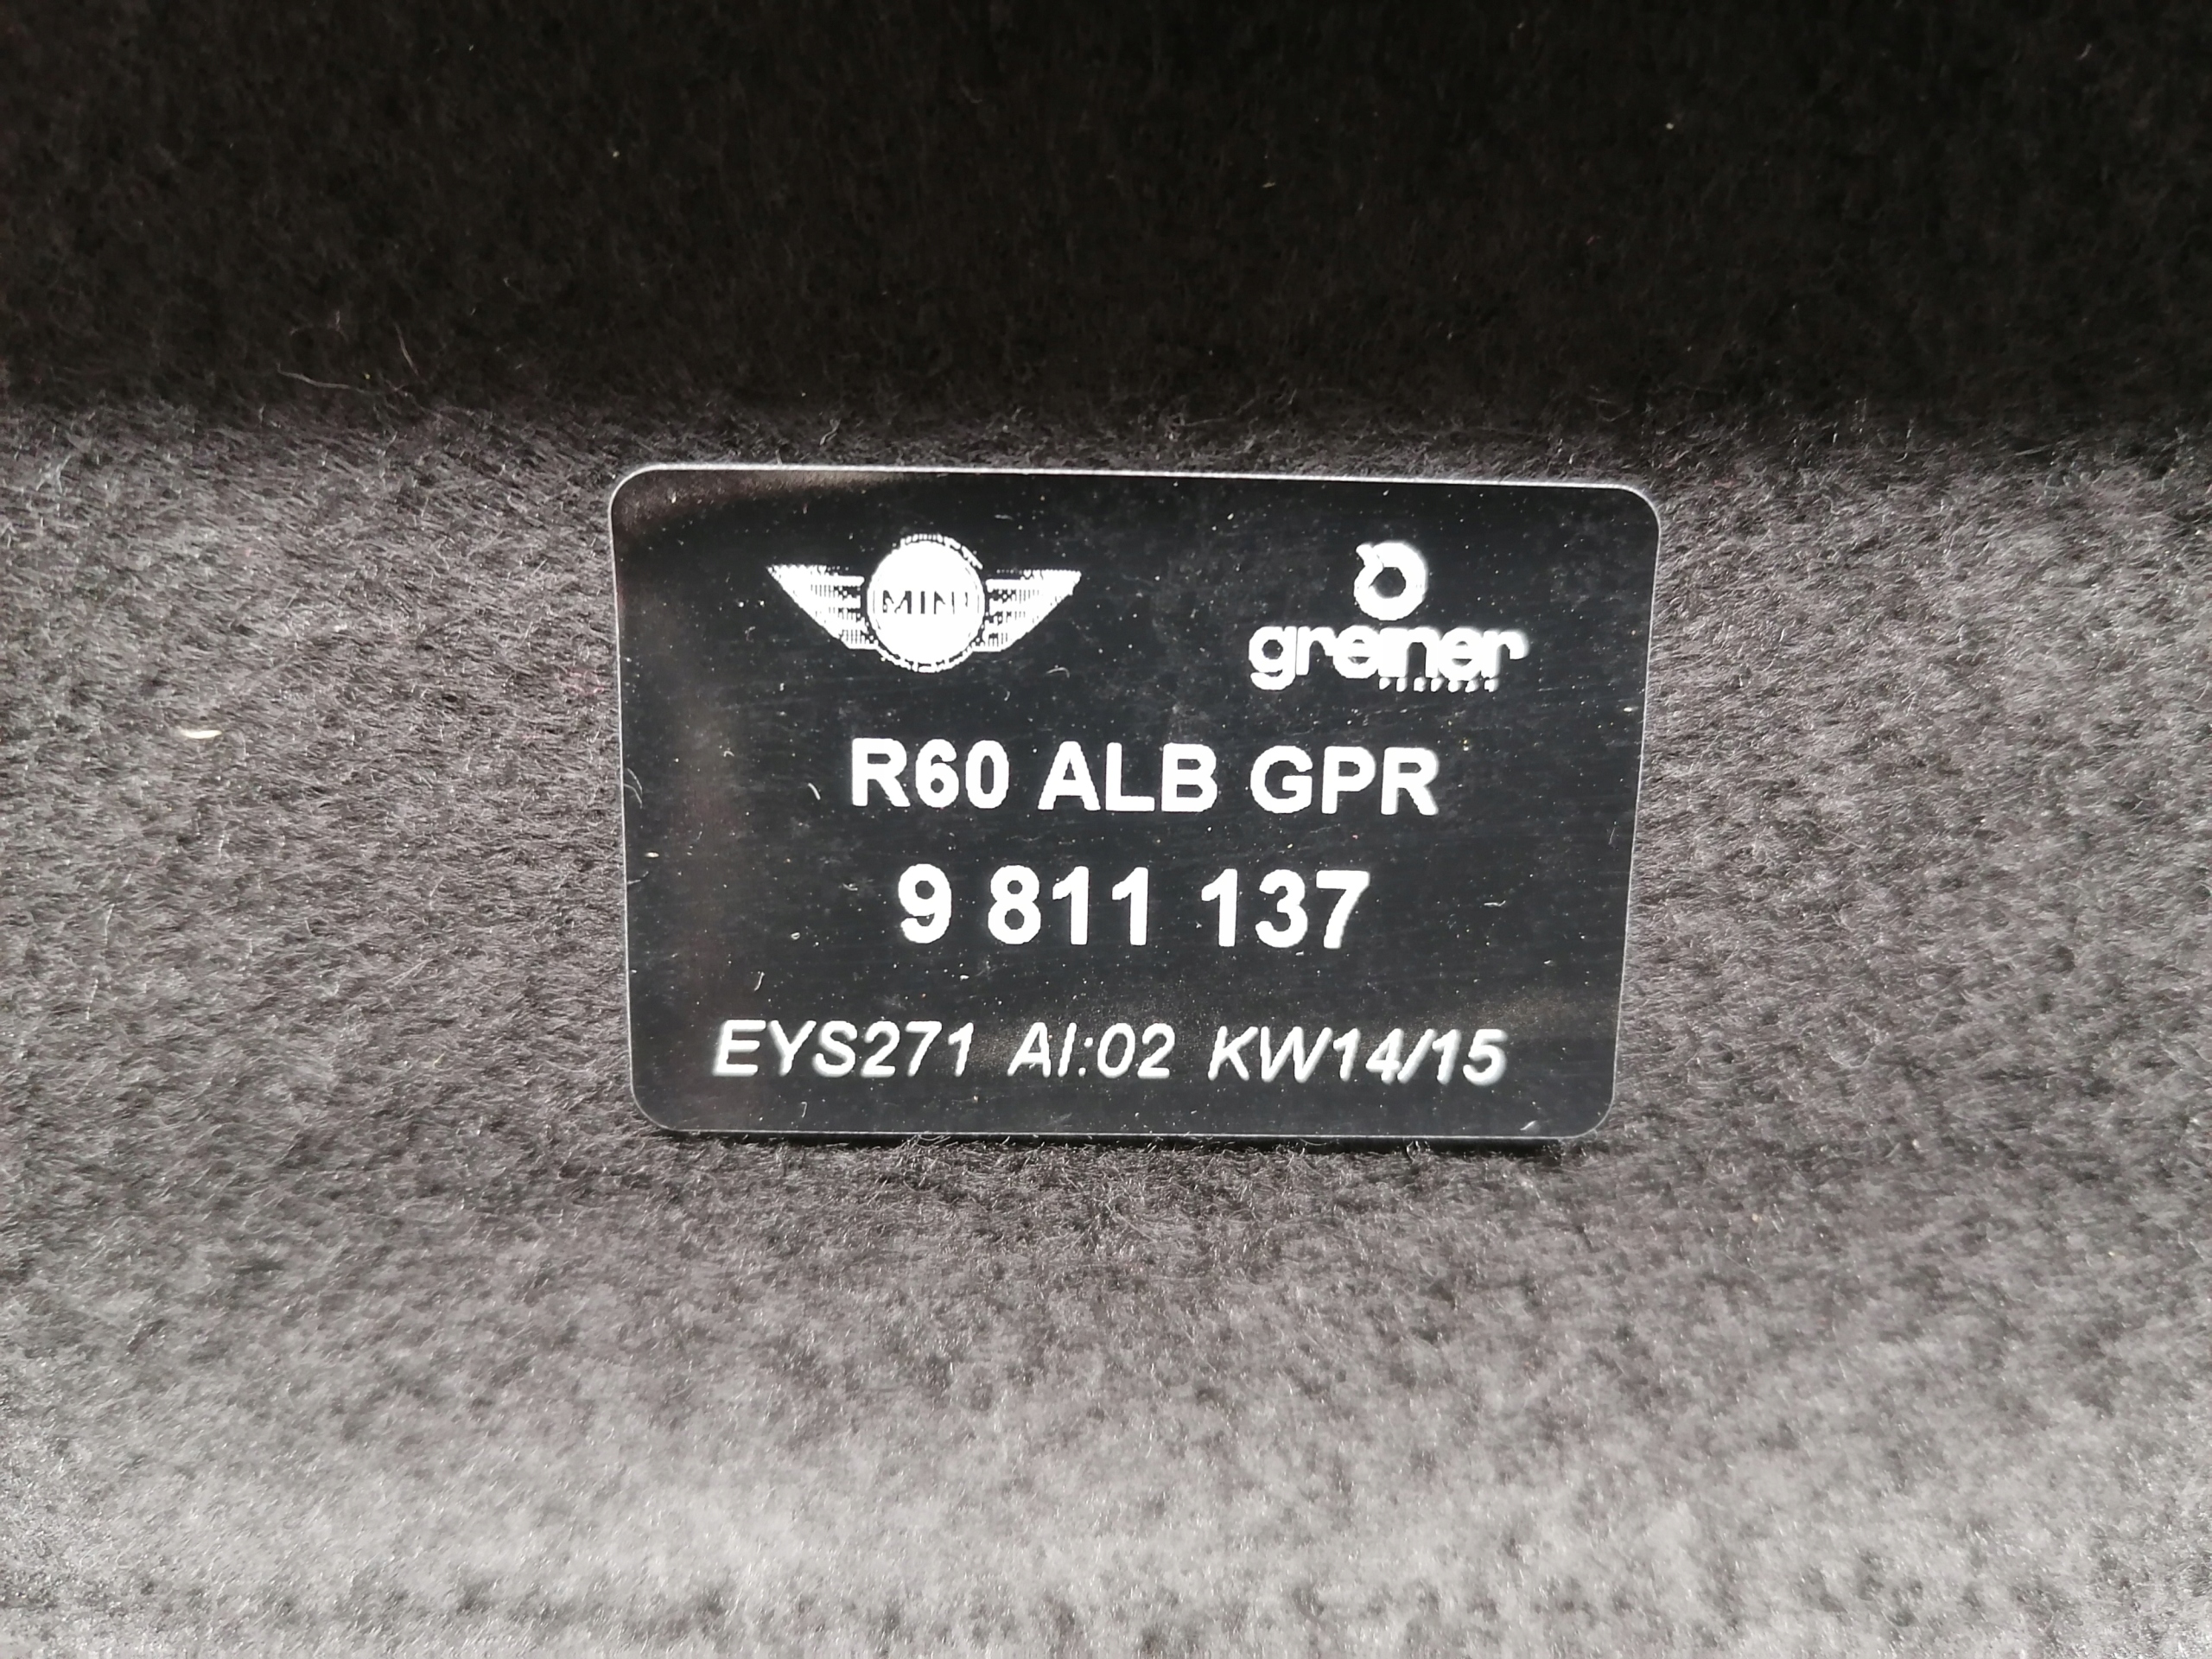 MINI
greiner
R60 ALB GPR
9 811 137
EYS271 AI:02 KW14/15